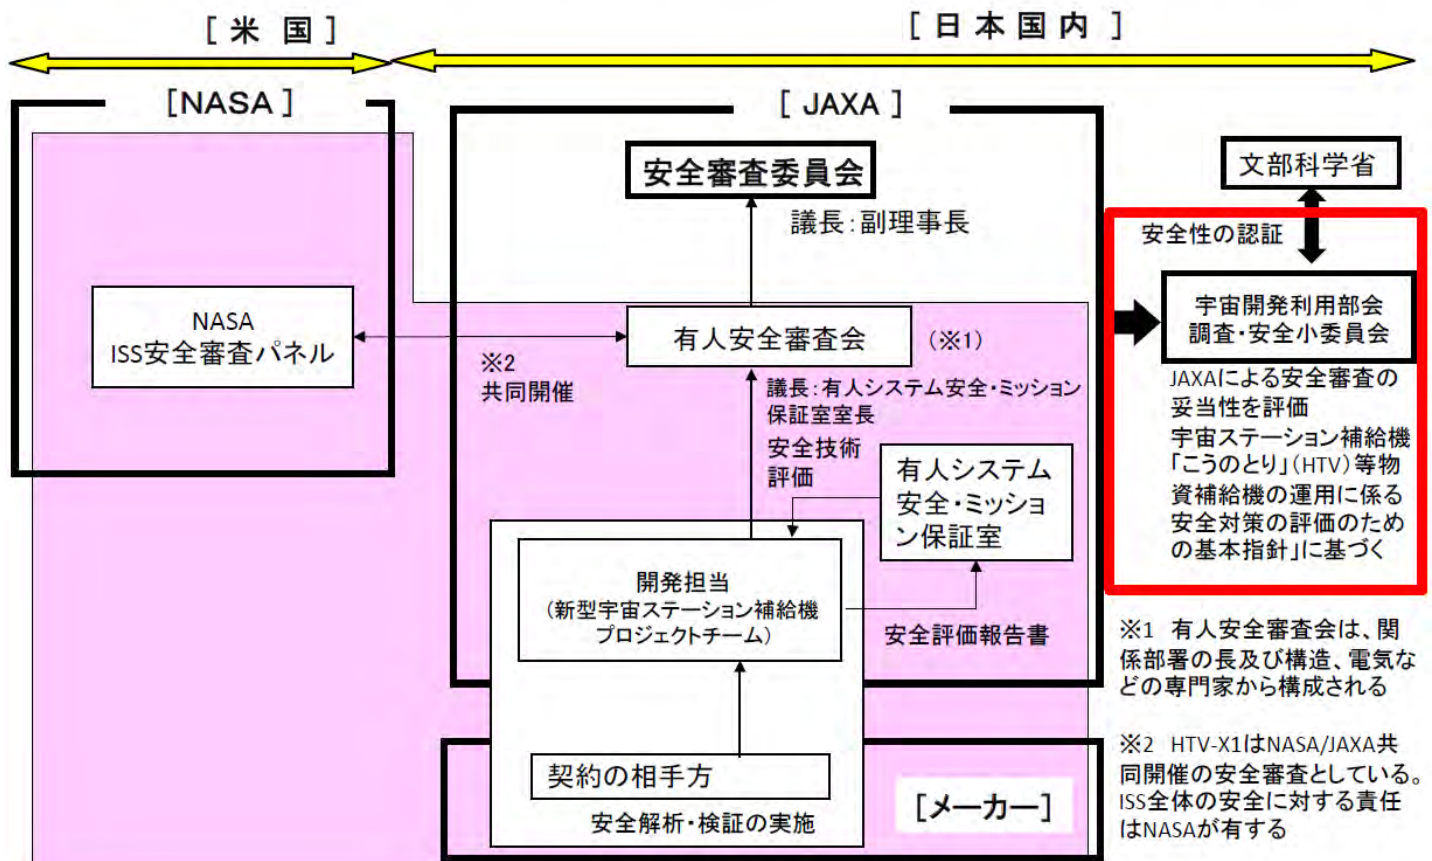 [ 米 国 ]
[ 日 本 国 内 ]
[NASA]
[ JAXA ]
安全審査委員会
議長：副理事長
文部科学省
安全性の認証
宇宙開発利用部会
調査・安全小委員会
JAXAによる安全審査の
妥当性を評価
宇宙ステーション補給機
「こうのとり」（HTV）等物
資補給機の運用に係る
安全対策の評価のため
の基本指針」に基づく
NASA
ISS安全審査パネル
※2
共同開催
有人安全審査会
（※1）
議長：有人システム安全・ミッション
保証室室長
安全技術
評価
有人システム
安全・ミッショ
ン保証室
開発担当
（新型宇宙ステーション補給機
プロジェクトチーム）
安全評価報告書
契約の相手方
安全解析・検証の実施
[メーカー]
※1 有人安全審査会は、関
係部署の長及び構造、電気な
どの専門家から構成される
※2 HTV-X1はNASA/JAXA共
同開催の安全審査としている。
ISS全体の安全に対する責任
はNASAが有する